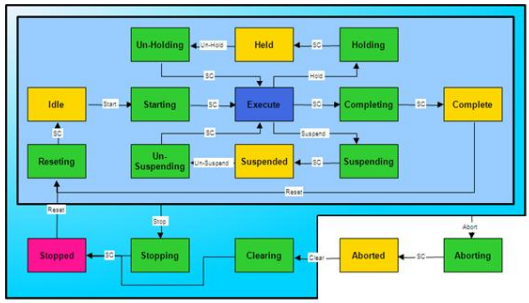 Un-Holding
Un-Hold
Held
SC
Holding
SC
SC
Hold
Idle
Start
Starting
SC
Execute
SC
Completing
SC
Complete
SC
SC
Suspend
Reseting
Un-
Suspending
Un-Suspend
Suspended
SC
Suspending
Reset
Reset
Stop
Abort
Stopped
SC
Stopping
Clearing
Clear
Aborted
SC
Aborting